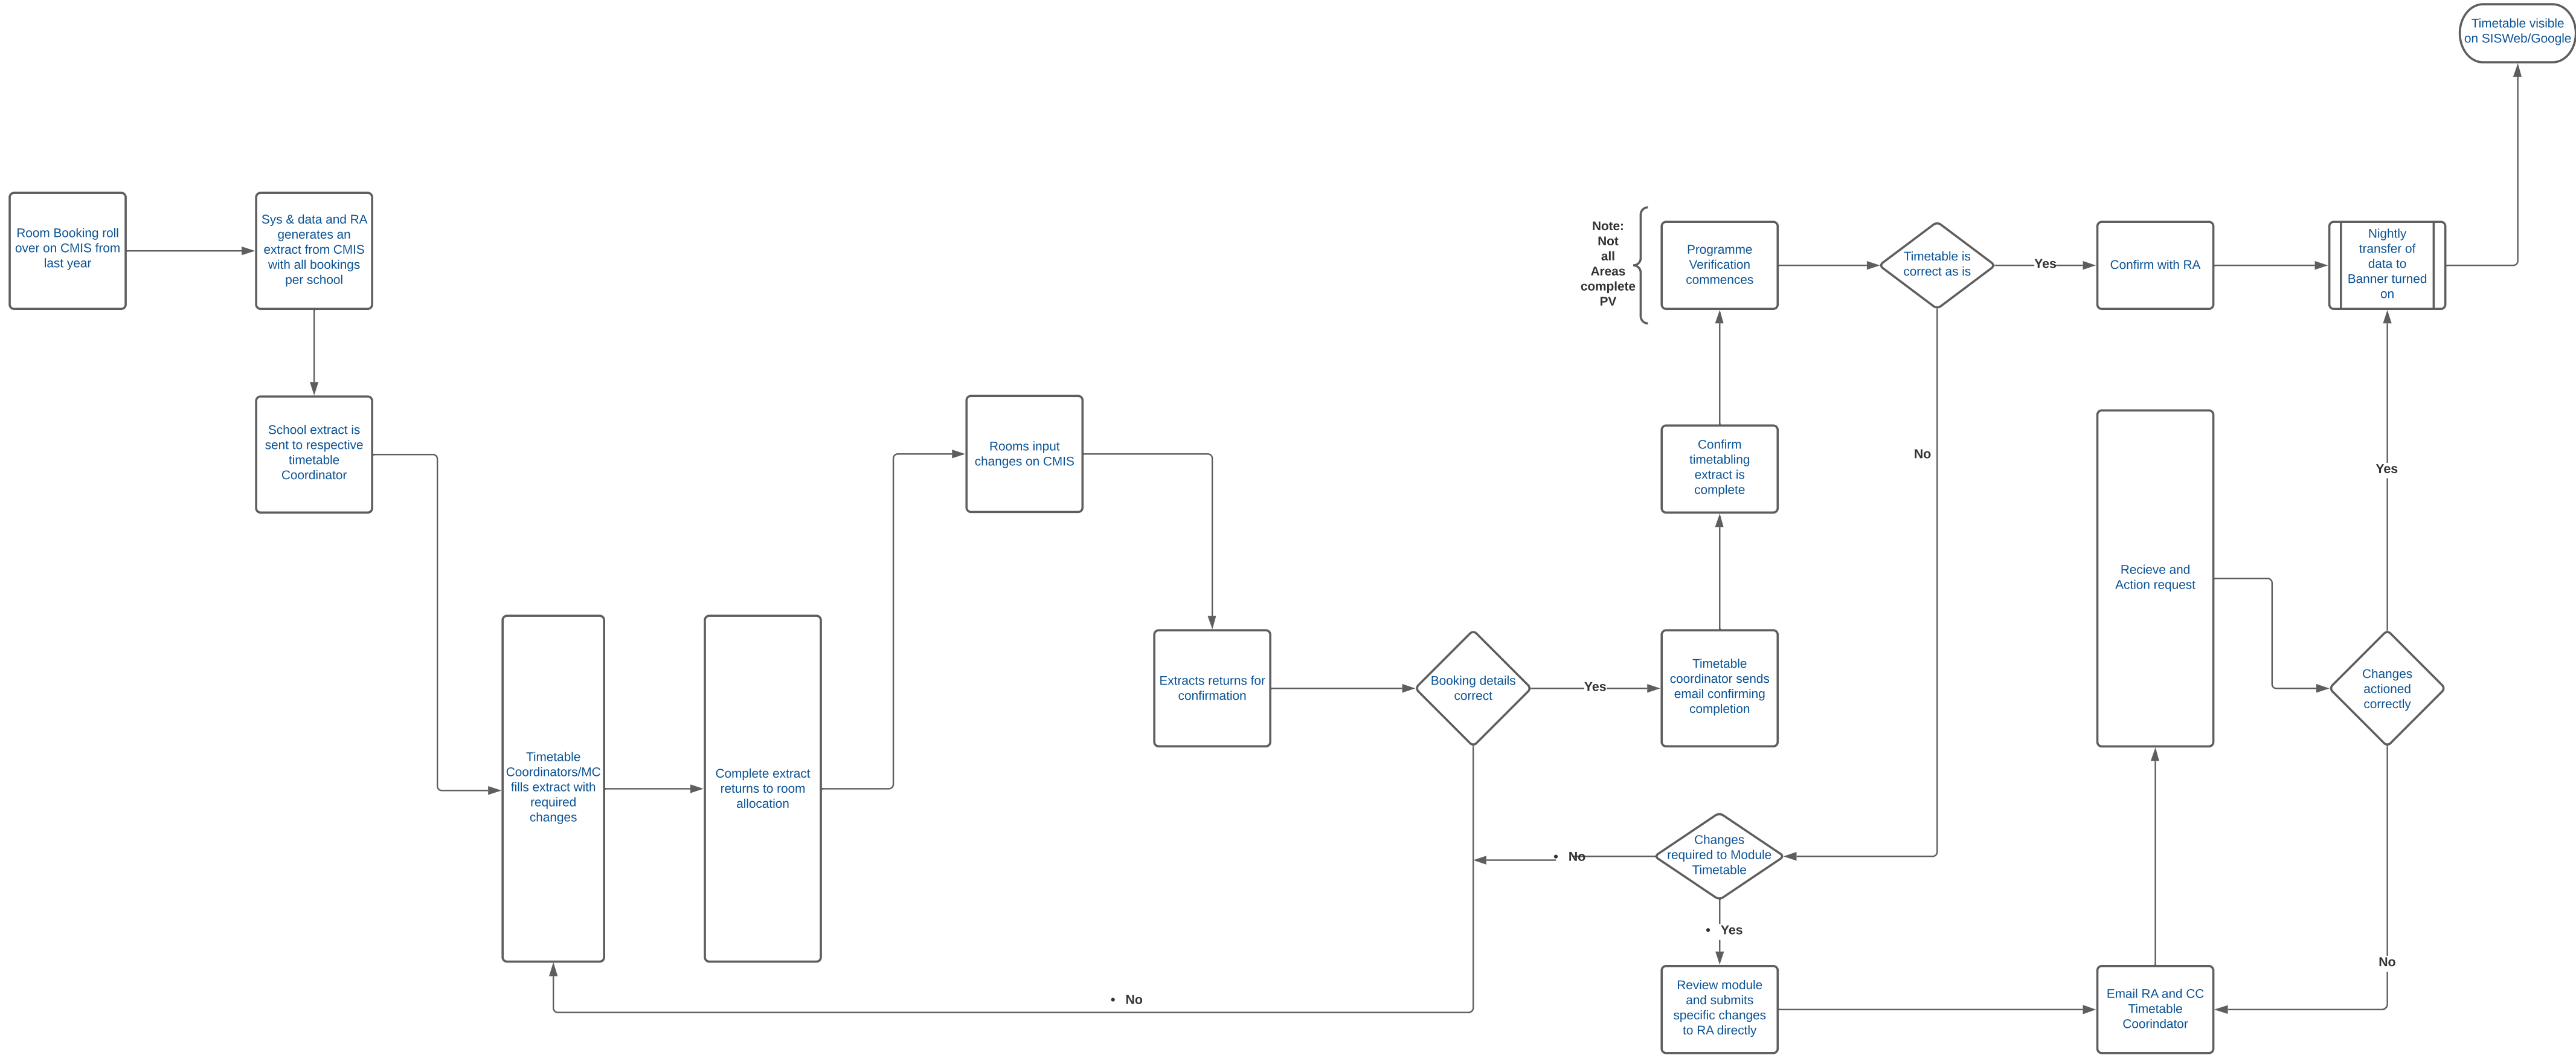 Timetable visible
on SISWeb/Google
Room Booking roll
over on CMIS from
last year
Sys & data and RA
generates an
extract from CMIS
with all bookings
per school
Note:
Not
all
Areas
complete
PV
Programme
Verification
commences
Timetable is
correct as is
Yes
Confirm with RA
Nightly
transfer of
data to
Banner turned
on
School extract is
sent to respective
timetable
Coordinator
Rooms input
changes on CMIS
Confirm
timetabling
extract is
complete
No
Yes
Recieve and
Action request
Timetable
Coordinators/MC
fills extract with
required
changes
Complete extract
returns to room
allocation
Extracts returns for
confirmation
Booking details
correct
Yes
Timetable
coordinator sends
email confirming
completion
Changes
actioned
correctly
• No
Changes
required to Module
Timetable
• Yes
No
• No
Review module
and submits
specific changes
to RA directly
Email RA and CC
Timetable
Coorindator